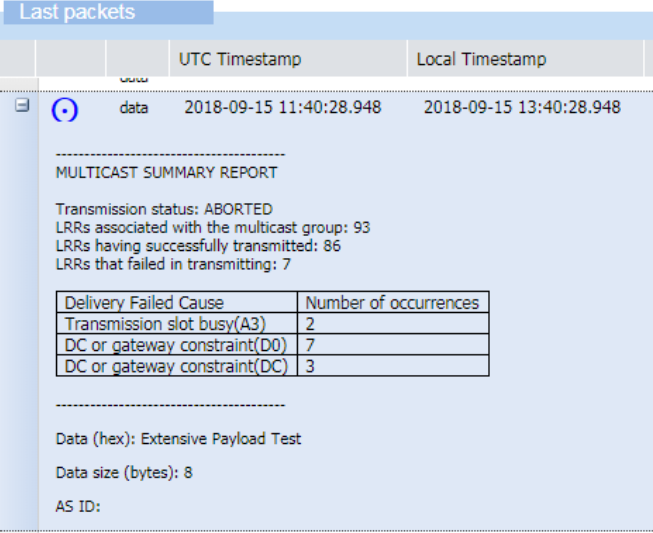 Last packets
UTC Timestamp Local Timestamp
data 2018-09-15 11:40:28.948 2018-09-15 13:40:28.948
----------------------------------------
MULTICAST SUMMARY REPORT
Transmission status: ABORTED
LRRs associated with the multicast group: 93
LRRs having successfully transmitted: 86
LRRs that failed in transmitting: 7
Delivery Failed Cause Number of occurrences
Transmission slot busy(A3) 2
DC or gateway constraint(D0) 7
DC or gateway constraint(DC) 3
----------------------------------------
Data (hex): Extensive Payload Test
Data size (bytes): 8
AS ID: